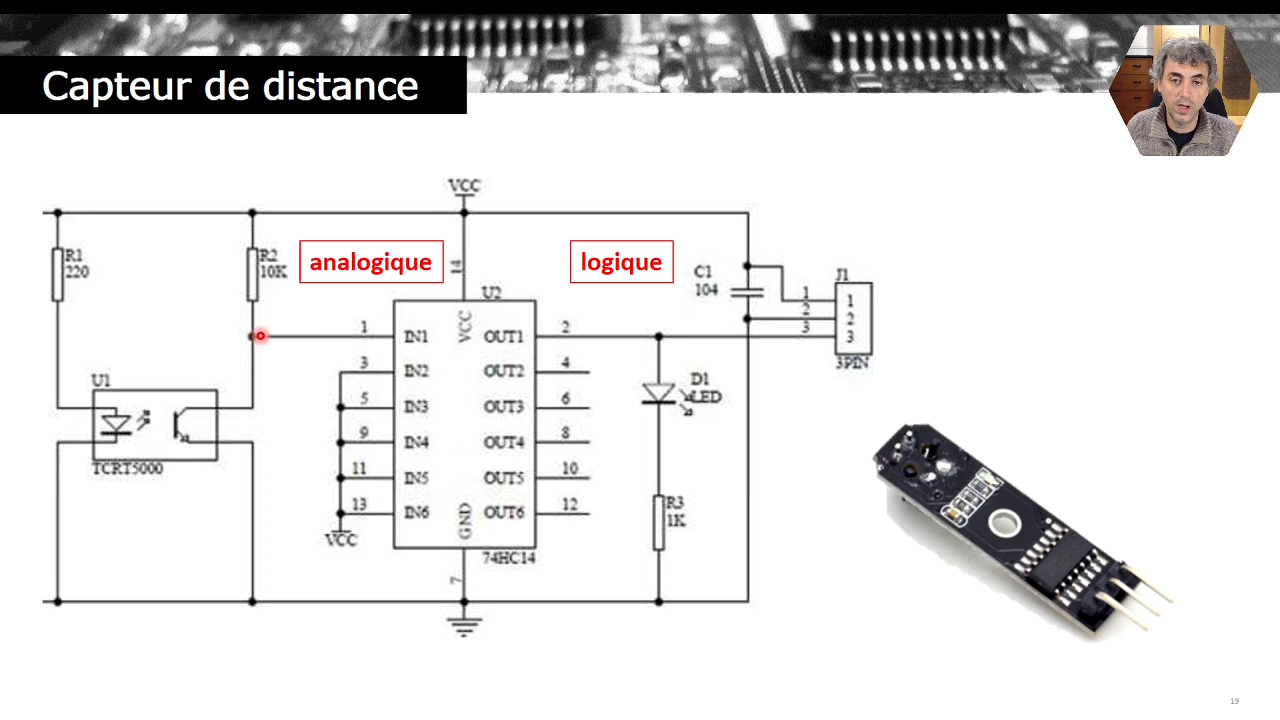 Capteur de distance
VCC
R1
220
R2
10K
analogique
logique
14
U2
C1
104
J1
1
IN1
VCC
OUT1
2
1
2
3
1
2
3
3PIN
3
IN2
OUT2
4
5
IN3
OUT3
6
D1
LED
U1
TCRT5000
9
IN4
OUT4
8
11
IN5
OUT5
10
13
IN6
OUT6
12
VCC
GND
74HC14
7
R3
1K
19